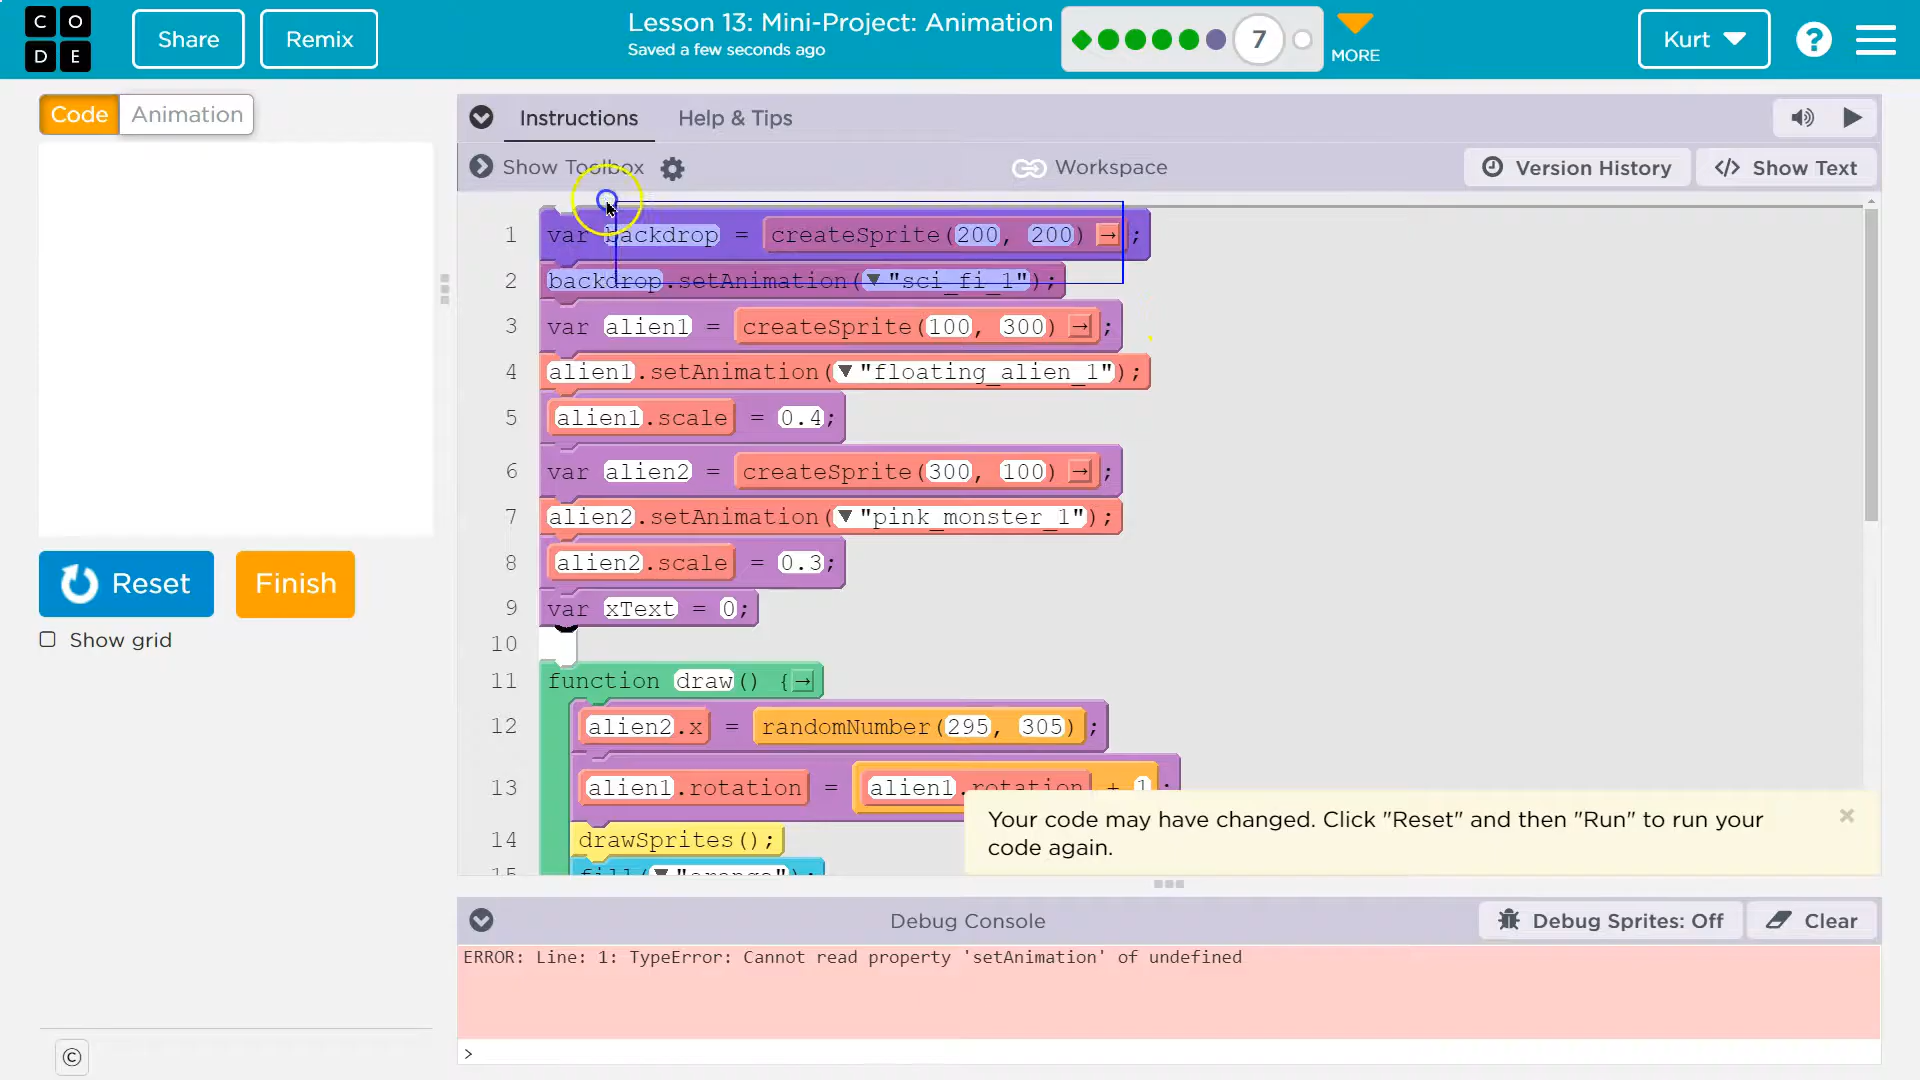 CO
DE
Share
Remix
Lesson 13: Mini-Project: Animation
Saved a few seconds ago
7
MORE
Kurt
?
Code
Animation
Instructions
Help & Tips
Show Toolbox
Workspace
Version History
</> Show Text
1 var backdrop = createSprite(200, 200) → ;
2 backdrop.setAnimation(▼"sci_fi_1");
3 var alien1 = createSprite(100, 300) → ;
4 alien1.setAnimation(▼"floating_alien_1");
5 alien1.scale = 0.4;
6 var alien2 = createSprite(300, 100) → ;
7 alien2.setAnimation(▼"pink_monster_1");
8 alien2.scale = 0.3;
9 var xText = 0;
10
11 function draw() {→
12 alien2.x = randomNumber(295, 305);
13 alien1.rotation = alien1.rotation + 1;
14 drawSprites();
15 fill(▼"orange");
Reset
Finish
Show grid
Your code may have changed. Click "Reset" and then "Run" to run your
code again.
×
Debug Console
Debug Sprites: Off
Clear
ERROR: Line: 1: TypeError: Cannot read property 'setAnimation' of undefined
>
©